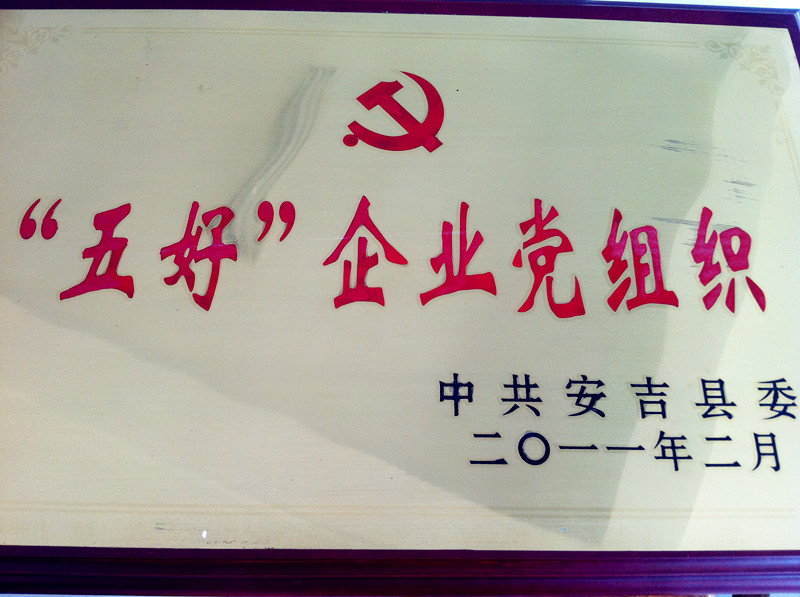 “五好”企业党组织
中共安吉县委
二〇一一年二月